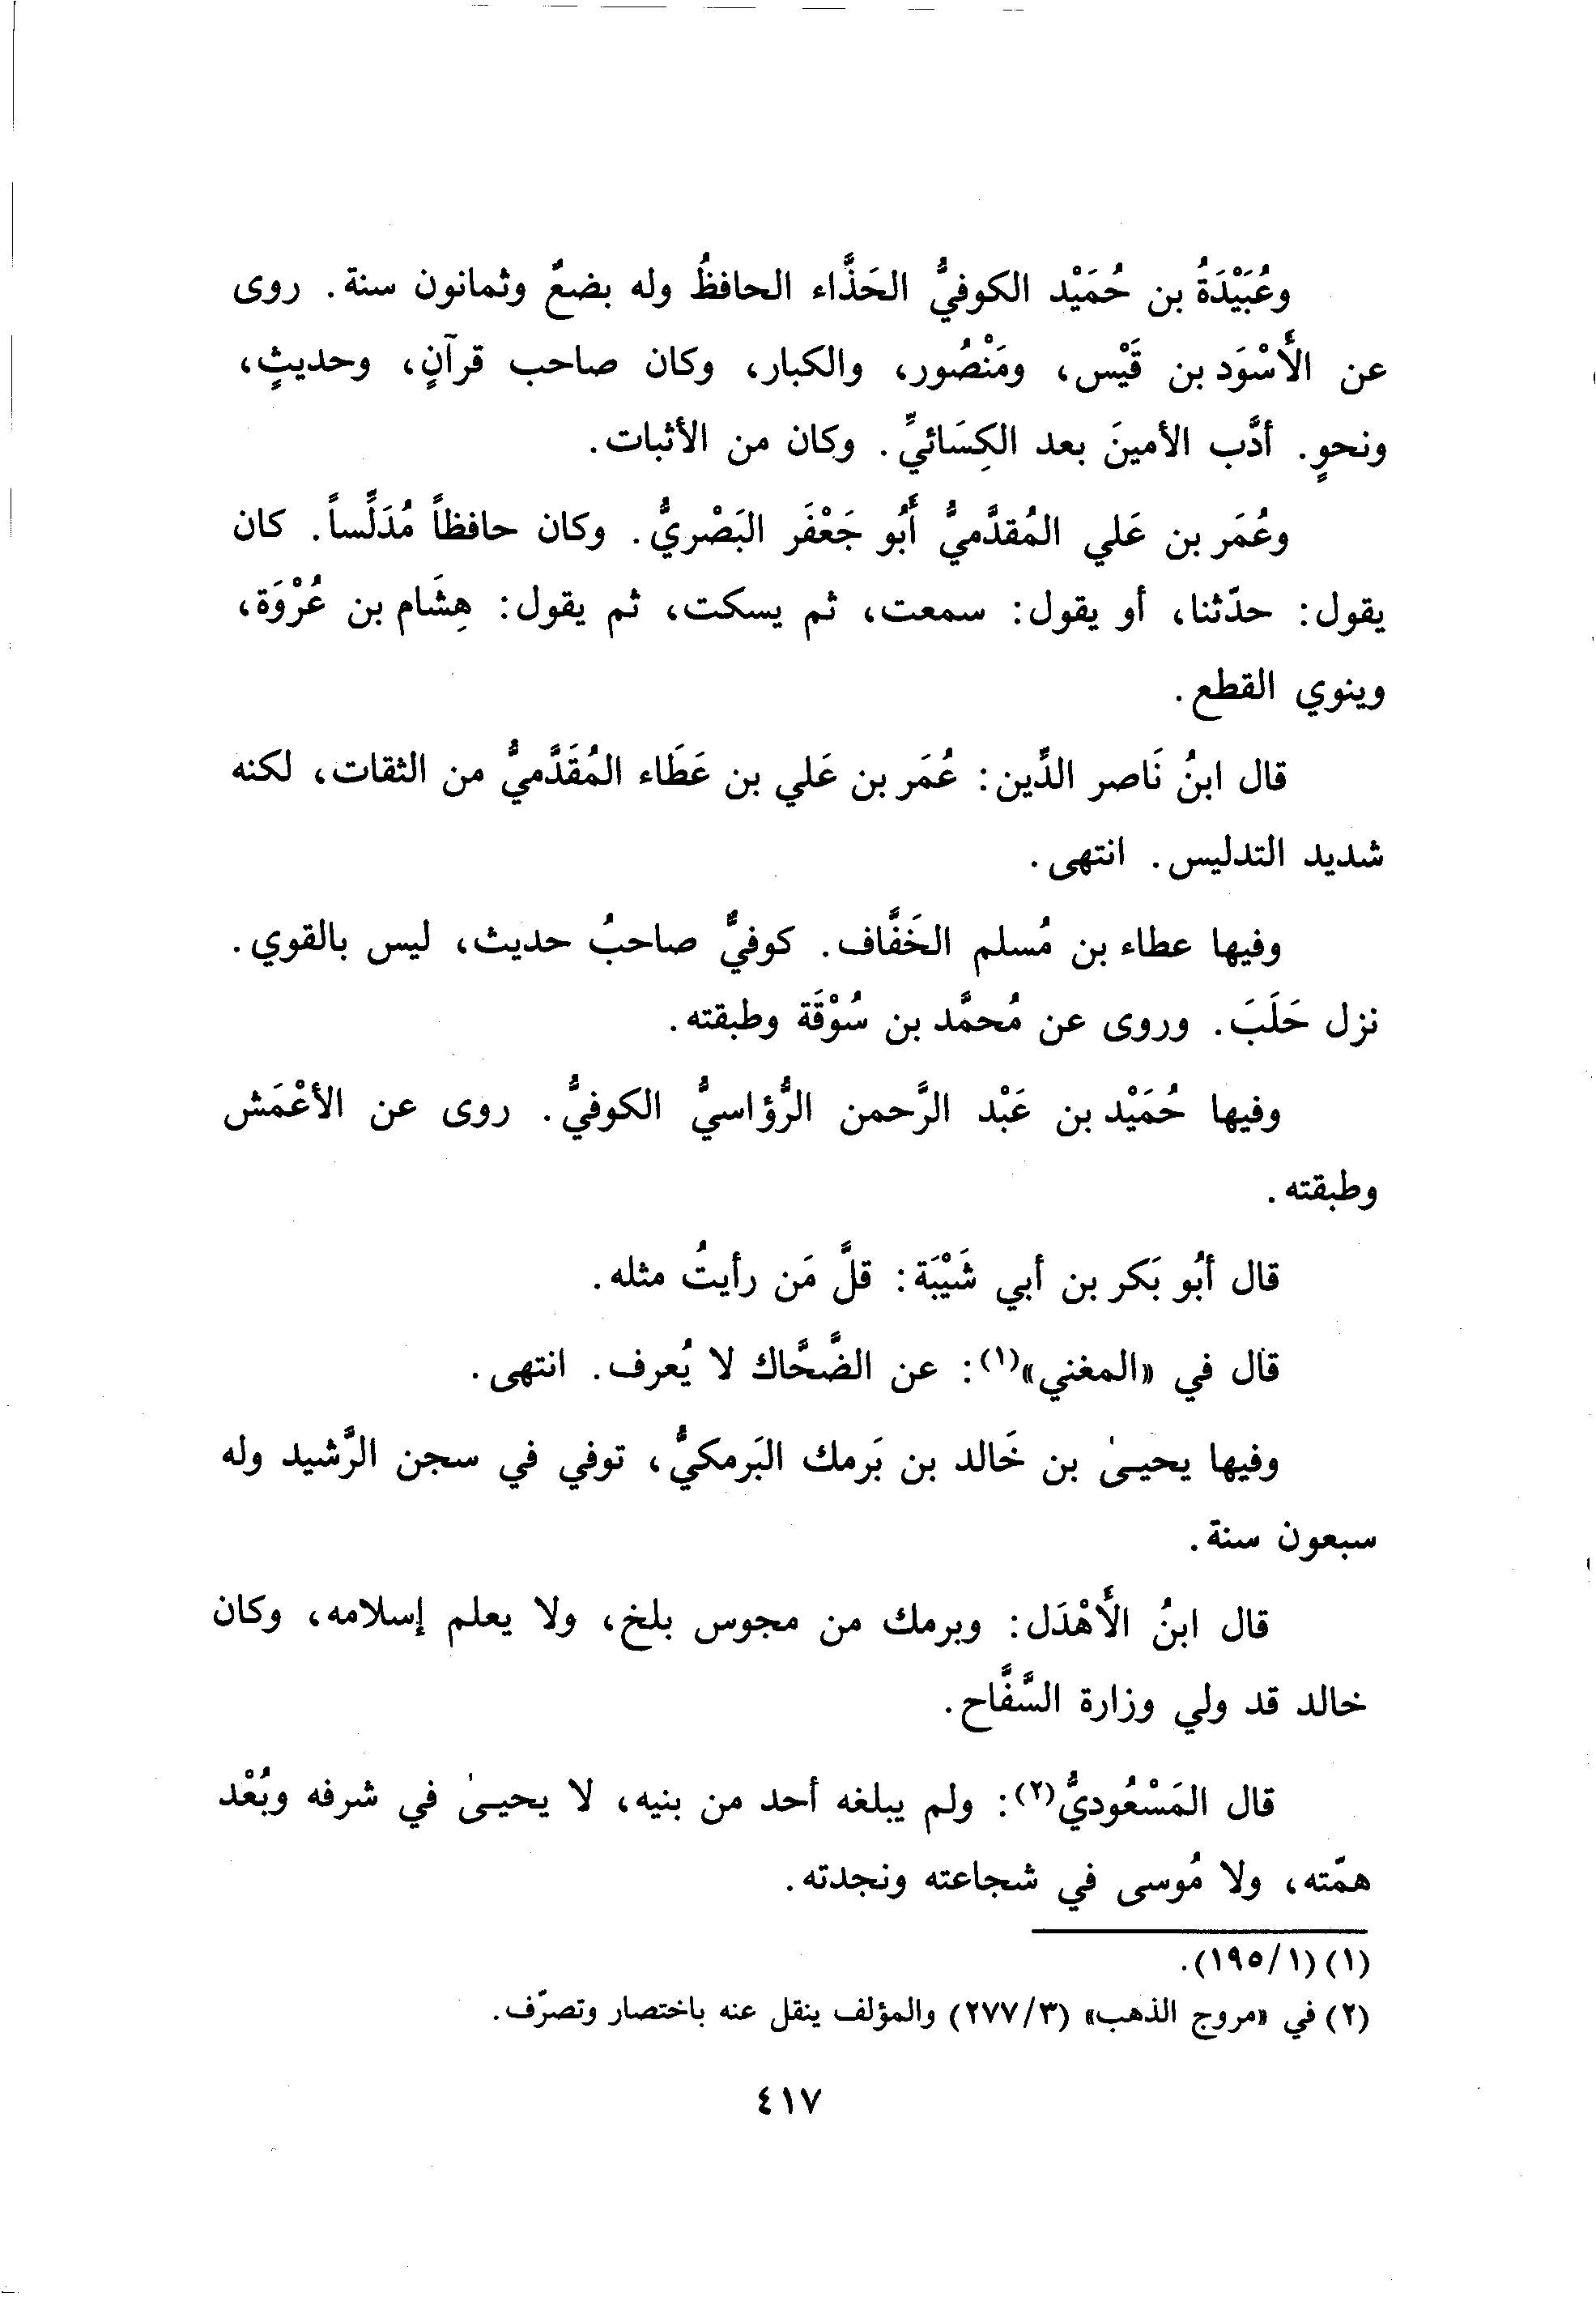 وعُبَيْدَةُ بن حُمَيْد الكوفيُّ الحَذَّاء الحافظُ وله بضعٌ وثمانون سنة. روى
عن الأَسْوَد بن قَيْس، ومَنْصُور، والكبار، وكان صاحب قرآنٍ، وحديثٍ،
ونحوٍ. أدَّب الأمينَ بعد الكِسَائيِّ. وكان من الأثبات.
وعُمَر بن عَلي المُقدَّميُّ أَبُو جَعْفَر البَصْريُّ. وكان حافظاً مُدَلِّساً. كان
يقول: حدّثنا، أو يقول: سمعت، ثم يسكت، ثم يقول: هِشَام بن عُرْوَة،
وينوي القطع.
قال ابنُ نَاصر الدِّين: عُمَر بن عَلي بن عَطَاء المُقَدَّميُّ من الثقات، لكنه
شديد التدليس. انتهى.
وفيها عطاء بن مُسلم الخَفَّاف. كوفيٌّ صاحبُ حديث، ليس بالقوي.
نزل حَلَبَ. وروى عن مُحمَّد بن سُوْقَة وطبقته.
وفيها حُمَيْد بن عَبْد الرَّحمن الرُّؤاسيُّ الكوفيُّ. روى عن الأعْمَش
وطبقته.
قال أبُو بَكر بن أبي شَيْبَة: قلَّ مَن رأيتُ مثله.
قال في «المغني»(١): عن الضَّحَّاك لا يُعرف. انتهى.
وفيها يحيـىٰ بن خَالد بن بَرمك البَرمكيُّ، توفي في سجن الرَّشيد وله
سبعون سنة.
قال ابنُ الأَهْدَل: وبرمك من مجوس بلخ، ولا يعلم إسلامه، وكان
خالد قد ولي وزارة السَّفَّاح.
قال المَسْعُوديُّ(٢): ولم يبلغه أحد من بنيه، لا يحيـىٰ في شرفه وبُعْد
همّته، ولا مُوسى في شجاعته ونجدته.
(١) (١٩٥/١).
(٢) في «مروج الذهب» (٢٧٧/٣) والمؤلف ينقل عنه باختصار وتصرّف.
٤١٧